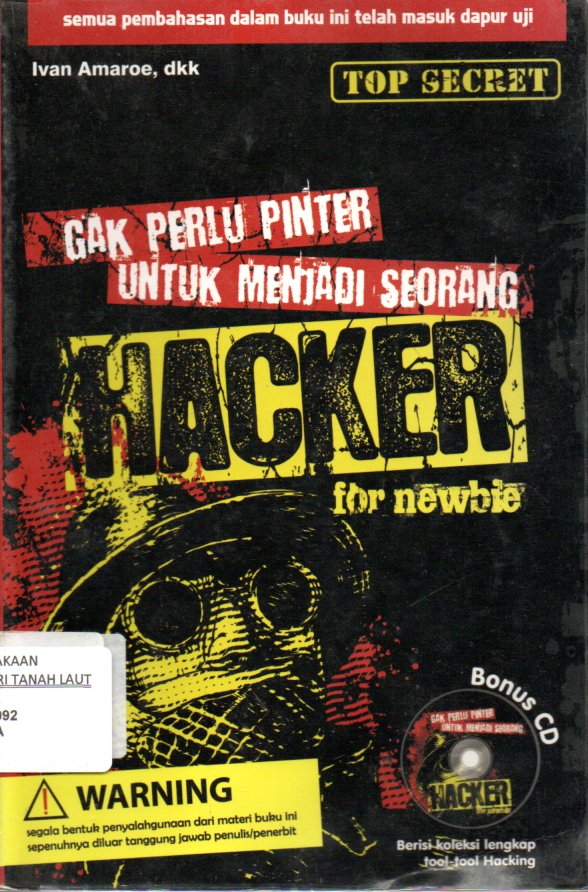 semua pembahasan dalam buku ini telah masuk dapur uji
Ivan Amaroe, dkk
TOP SECRET
GAK PERLU PINTER
UNTUK MENJADI SEORANG
HACKER
for newbie
AKAAN
RI TANAH LAUT
092
A
Bonus CD
GAK PERLU PINTER
UNTUK MENJADI SEORANG
HACKER
for newbie
WARNING
segala bentuk penyalahgunaan dari materi buku ini
sepenuhnya diluar tanggung jawab penulis/penerbit
Berisi koleksi lengkap
tool-tool Hacking